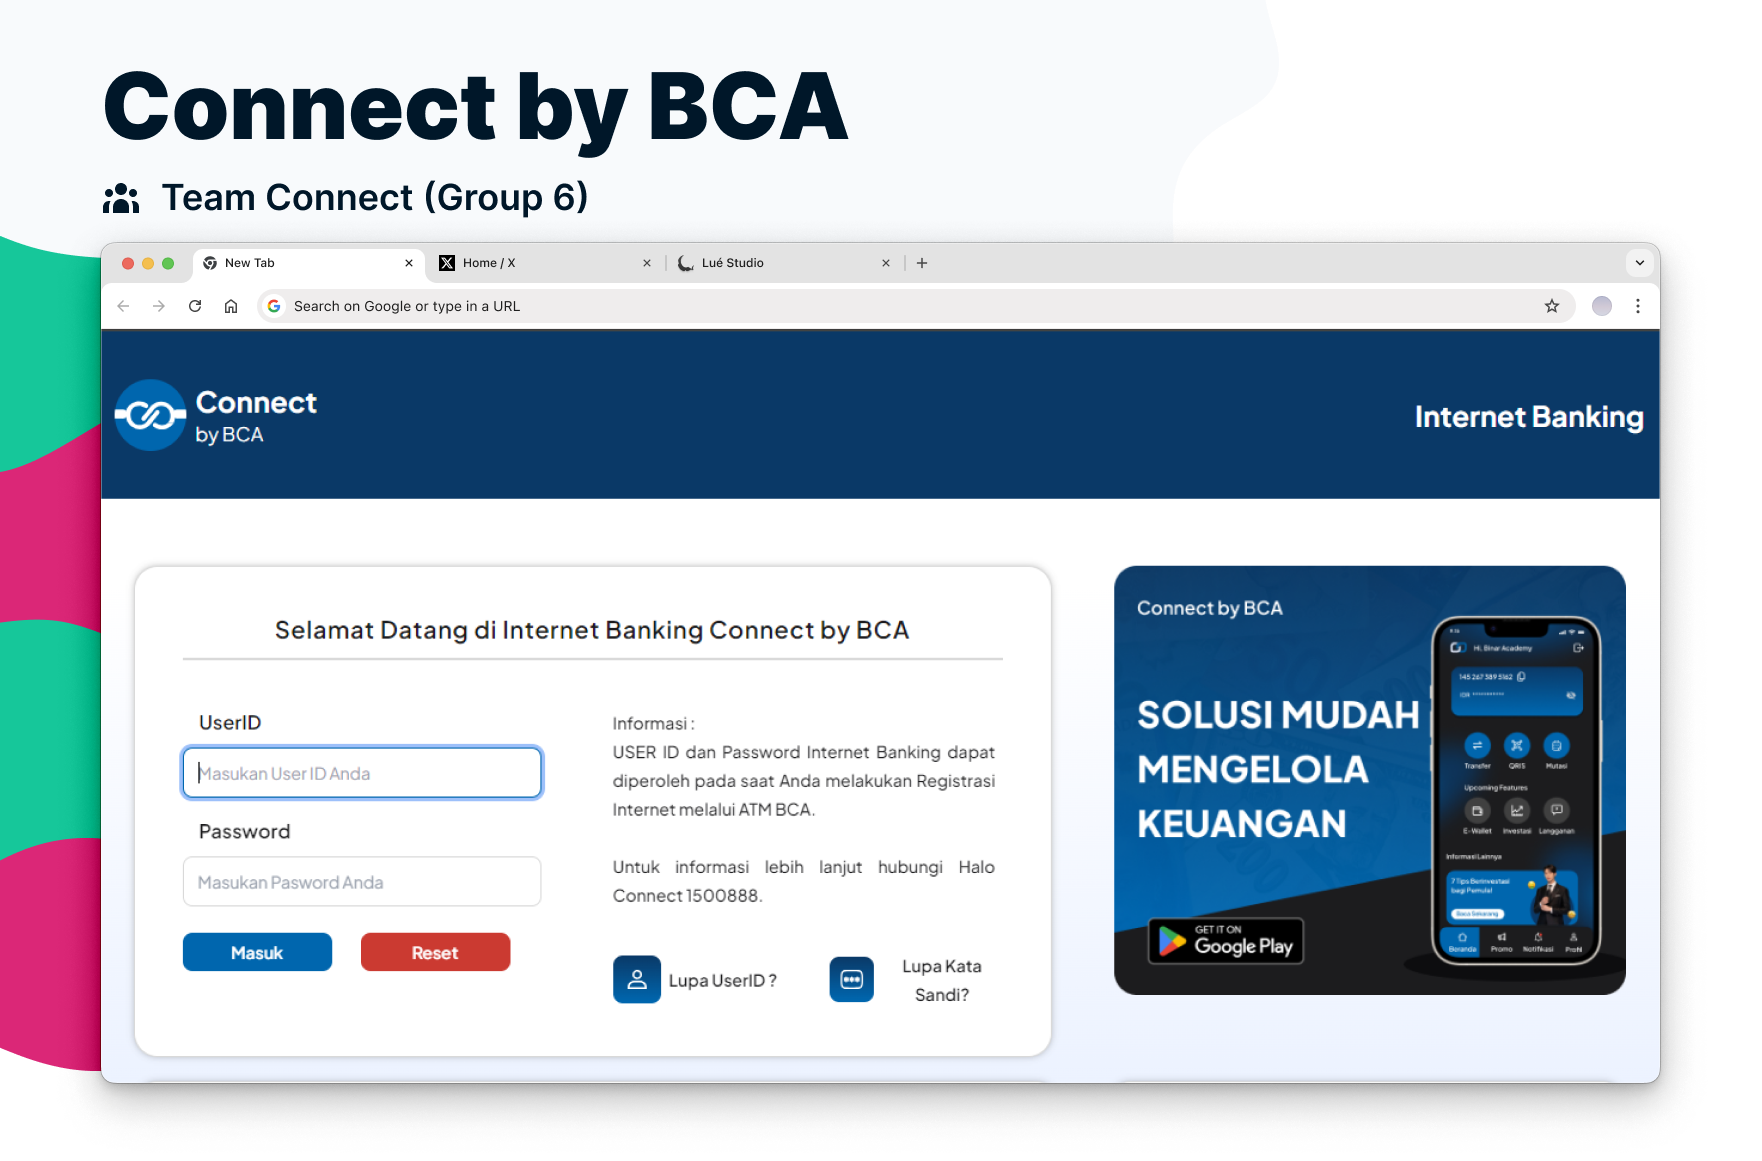 Connect by BCA
Team Connect (Group 6)
New Tab
Home / X
Lué Studio
Search on Google or type in a URL
Connect
by BCA
Internet Banking
Selamat Datang di Internet Banking Connect by BCA
UserID
Masukan User ID Anda
Password
Masukan Pasword Anda
Masuk
Reset
Informasi :
USER ID dan Password Internet Banking dapat
diperoleh pada saat Anda melakukan Registrasi
Internet melalui ATM BCA.
Untuk informasi lebih lanjut hubungi Halo
Connect 1500888.
Lupa UserID ?
Lupa Kata
Sandi?
Connect by BCA
SOLUSI MUDAH
MENGELOLA
KEUANGAN
GET IT ON
Google Play
Hi, Binar Academy
145 267 389 5162
IDR
Transfer
QRIS
Mutasi
Upcoming Features
E-Wallet
Investasi
Langganan
Informasi Lainnya
7 Tips Berinvestasi
bagi Pemula!
Baca Sekarang
Beranda
Promo
Notifikasi
Profil